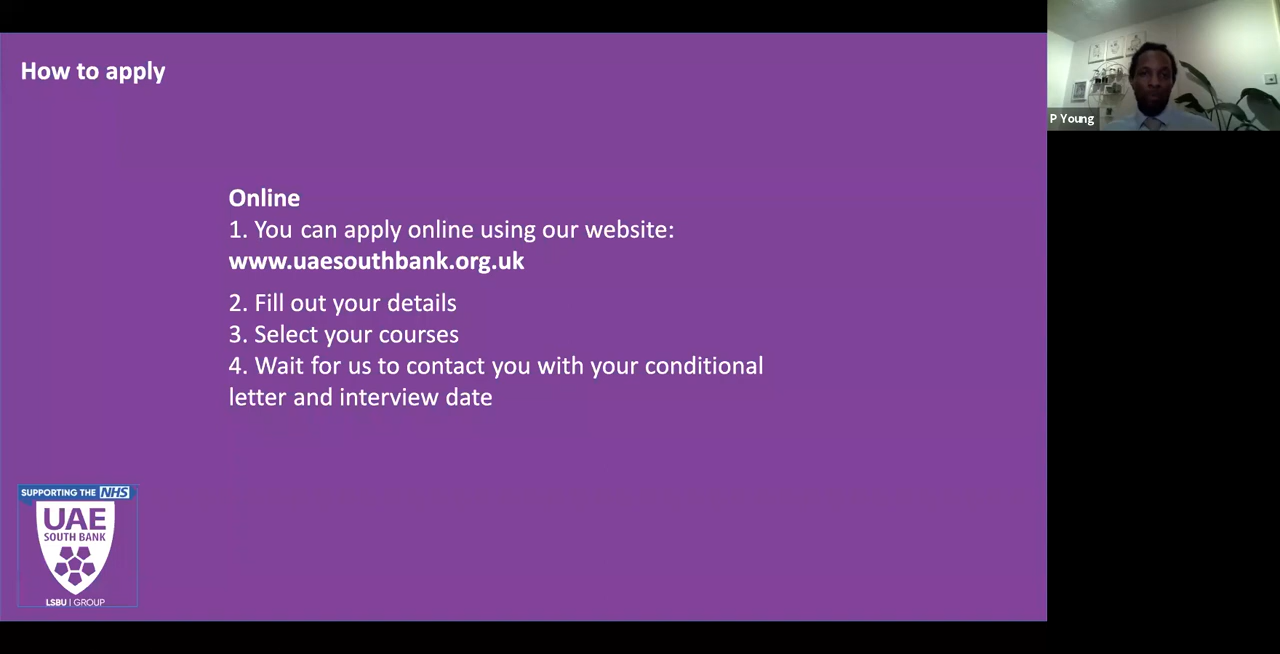 How to apply
P Young
Online
1. You can apply online using our website:
www.uaesouthbank.org.uk
2. Fill out your details
3. Select your courses
4. Wait for us to contact you with your conditional
letter and interview date
SUPPORTING THE NHS
UAE
SOUTH BANK
LSBU | GROUP